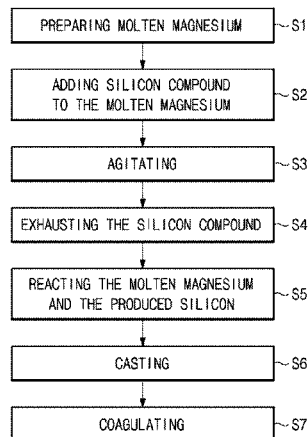 PREPARING MOLTEN MAGNESIUM
S1
ADDING SILICON COMPOUND
TO THE MOLTEN MAGNESIUM
S2
AGITATING
S3
EXHAUSTING THE SILICON COMPOUND
S4
REACTING THE MOLTEN MAGNESIUM
AND THE PRODUCED SILICON
S5
CASTING
S6
COAGULATING
S7